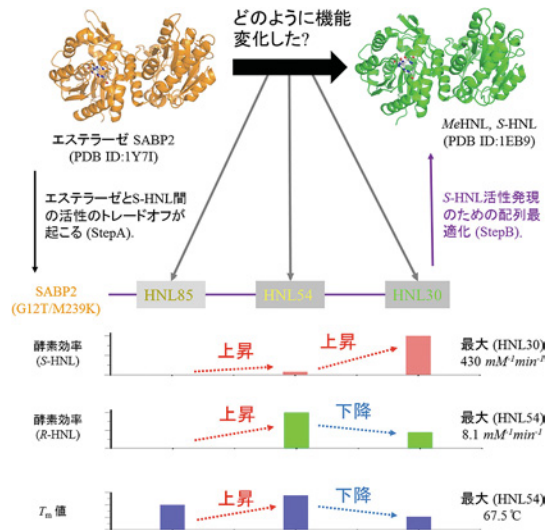 どのように機能
変化した?
エステラーゼ SABP2
(PDB ID:1Y7I)
MeHNL, S-HNL
(PDB ID:1EB9)
エステラーゼとS-HNL間
の活性のトレードオフが
起こる (StepA).
S-HNL活性発現
のための配列最
適化 (StepB).
SABP2
(G12T/M239K)
HNL85
HNL54
HNL30
酵素効率
(S-HNL)
上昇
上昇
最大 (HNL30)
430 mM⁻¹min⁻¹
酵素効率
(R-HNL)
上昇
下降
最大 (HNL54)
8.1 mM⁻¹min⁻¹
Tm 値
上昇
下降
最大 (HNL54)
67.5℃